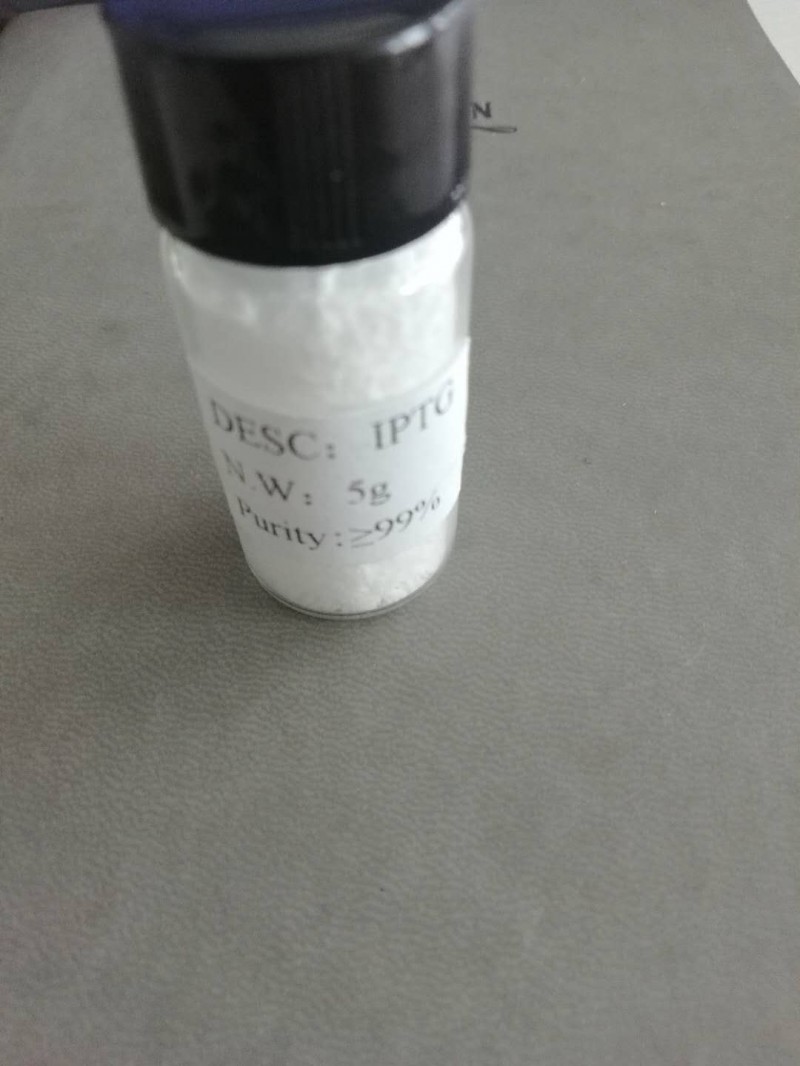 N
DESC: IPTG
N.W: 5g
Purity:≥99%